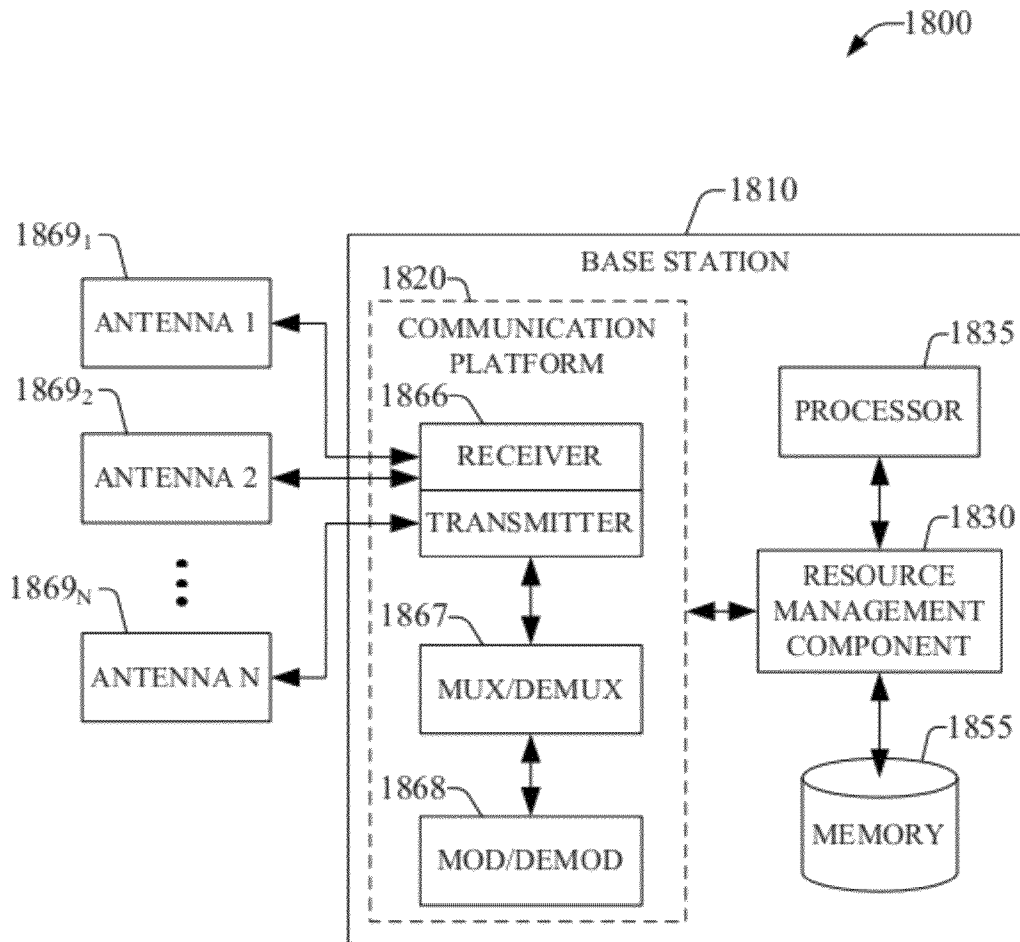 1800
1810
BASE STATION
1869₁
ANTENNA 1
1869₂
ANTENNA 2
1869N
ANTENNA N
1820
COMMUNICATION
PLATFORM
1866
RECEIVER
TRANSMITTER
1867
MUX/DEMUX
1868
MOD/DEMOD
1835
PROCESSOR
1830
RESOURCE
MANAGEMENT
COMPONENT
1855
MEMORY